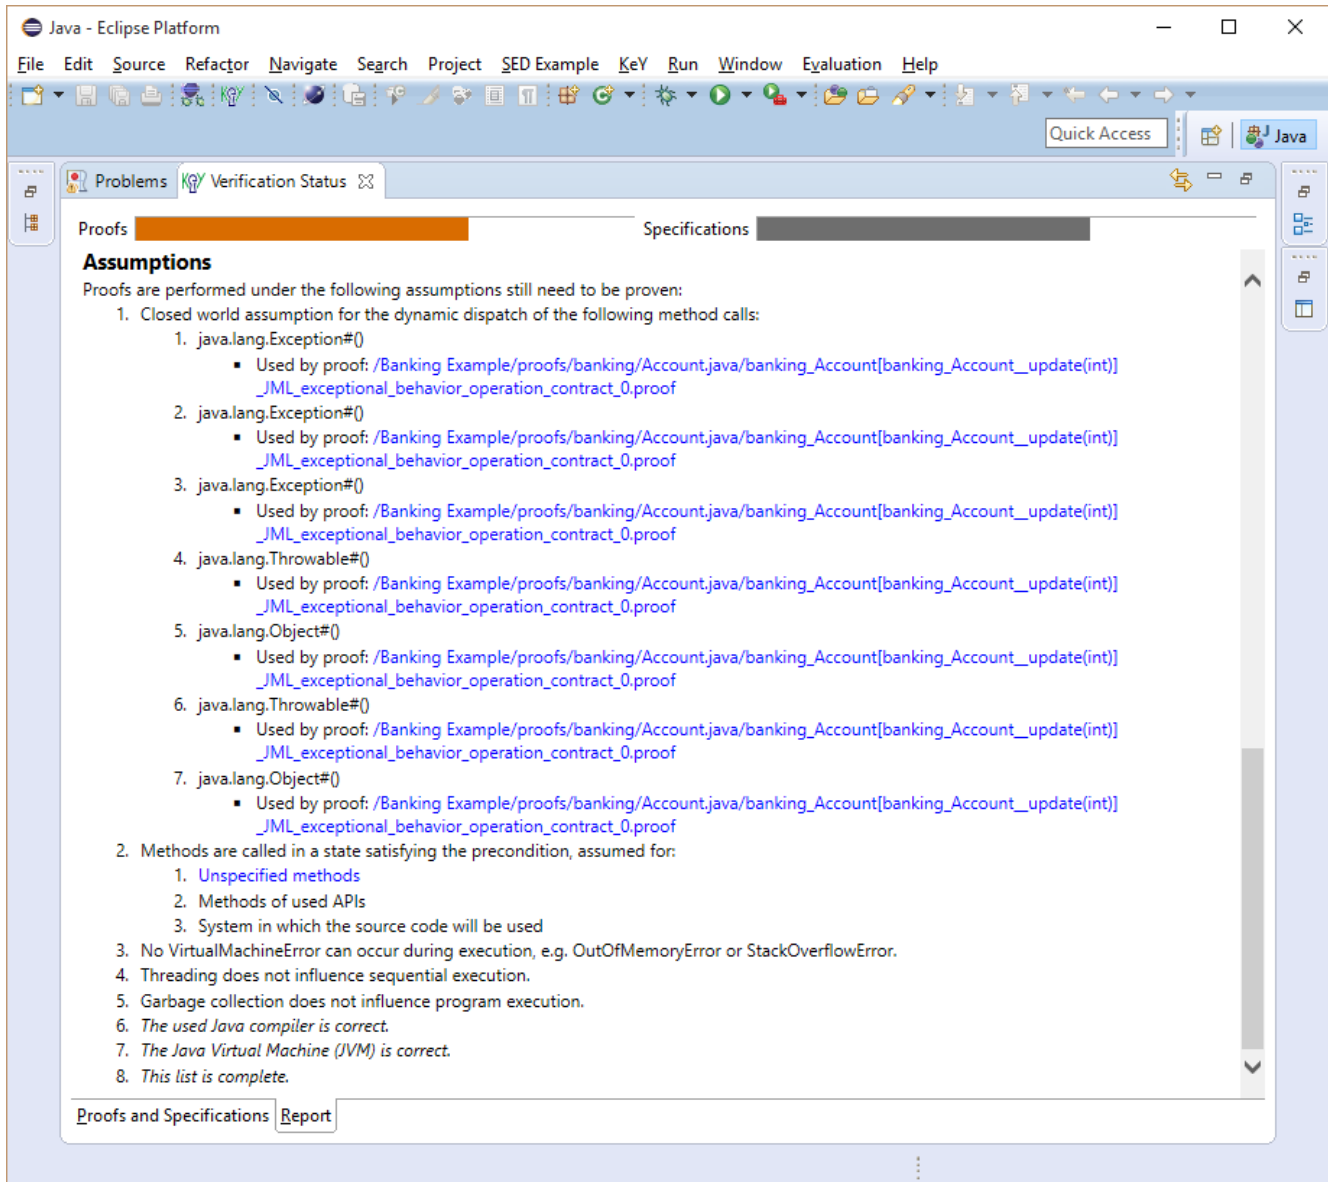 Java - Eclipse Platform
File Edit Source Refactor Navigate Search Project SED Example KeY Run Window Evaluation Help
Quick Access
Java
Problems KeY Verification Status
Proofs Specifications
Assumptions
Proofs are performed under the following assumptions still need to be proven:
1. Closed world assumption for the dynamic dispatch of the following method calls:
1. java.lang.Exception#()
▪ Used by proof: /Banking Example/proofs/banking/Account.java/banking_Account[banking_Account__update(int)]
_JML_exceptional_behavior_operation_contract_0.proof
2. java.lang.Exception#()
▪ Used by proof: /Banking Example/proofs/banking/Account.java/banking_Account[banking_Account__update(int)]
_JML_exceptional_behavior_operation_contract_0.proof
3. java.lang.Exception#()
▪ Used by proof: /Banking Example/proofs/banking/Account.java/banking_Account[banking_Account__update(int)]
_JML_exceptional_behavior_operation_contract_0.proof
4. java.lang.Throwable#()
▪ Used by proof: /Banking Example/proofs/banking/Account.java/banking_Account[banking_Account__update(int)]
_JML_exceptional_behavior_operation_contract_0.proof
5. java.lang.Object#()
▪ Used by proof: /Banking Example/proofs/banking/Account.java/banking_Account[banking_Account__update(int)]
_JML_exceptional_behavior_operation_contract_0.proof
6. java.lang.Throwable#()
▪ Used by proof: /Banking Example/proofs/banking/Account.java/banking_Account[banking_Account__update(int)]
_JML_exceptional_behavior_operation_contract_0.proof
7. java.lang.Object#()
▪ Used by proof: /Banking Example/proofs/banking/Account.java/banking_Account[banking_Account__update(int)]
_JML_exceptional_behavior_operation_contract_0.proof
2. Methods are called in a state satisfying the precondition, assumed for:
1. Unspecified methods
2. Methods of used APIs
3. System in which the source code will be used
3. No VirtualMachineError can occur during execution, e.g. OutOfMemoryError or StackOverflowError.
4. Threading does not influence sequential execution.
5. Garbage collection does not influence program execution.
6. The used Java compiler is correct.
7. The Java Virtual Machine (JVM) is correct.
8. This list is complete.
Proofs and Specifications Report